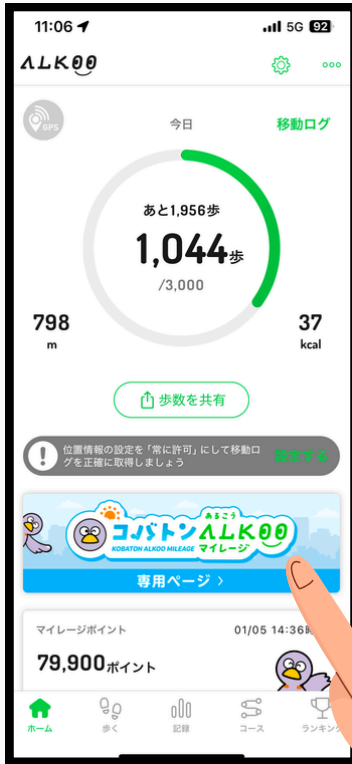 11:06 5G 92
ALKOO
GPS
今日
移動ログ
あと1,956歩
1,044歩
/3,000
798
m
37
kcal
歩数を共有
位置情報の設定を「常に許可」にして移動ログを正確に取得しましょう
設定する
あるこう
コバトンALKOO
KOBATON ALKOO MILEAGE マイレージ
専用ページ >
マイレージポイント
01/05 14:36
79,900ポイント
ホーム
歩く
記録
コース
ランキング